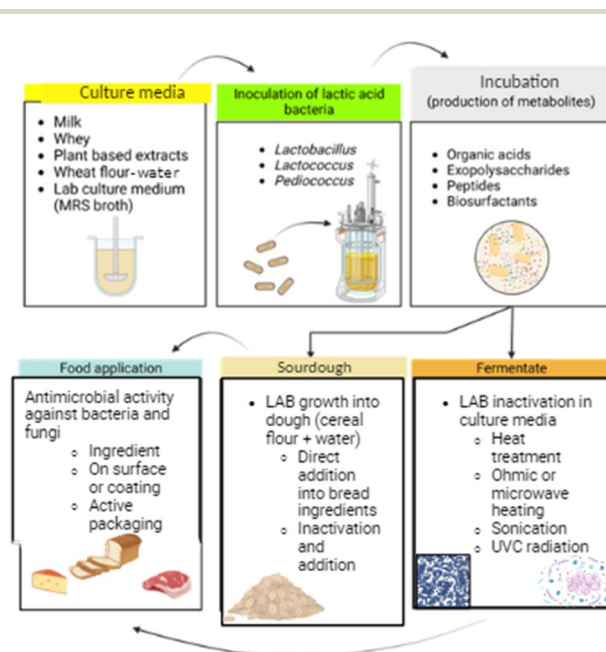 Culture media
• Milk
• Whey
• Plant based extracts
• Wheat flour-water
• Lab culture medium
(MRS broth)
Inoculation of lactic acid
bacteria
• Lactobacillus
• Lactococcus
• Pediococcus
Incubation
(production of metabolites)
• Organic acids
• Exopolysaccharides
• Peptides
• Biosurfactants
Food application
Antimicrobial activity
against bacteria and
fungi
o Ingredient
o On surface
or coating
o Active
packaging
Sourdough
• LAB growth into
dough (cereal
flour + water)
o Direct
addition
into bread
ingredients
o Inactivation
and
addition
Fermentate
• LAB inactivation in
culture media
o Heat
treatment
o Ohmic or
microwave
heating
o Sonication
o UVC radiation